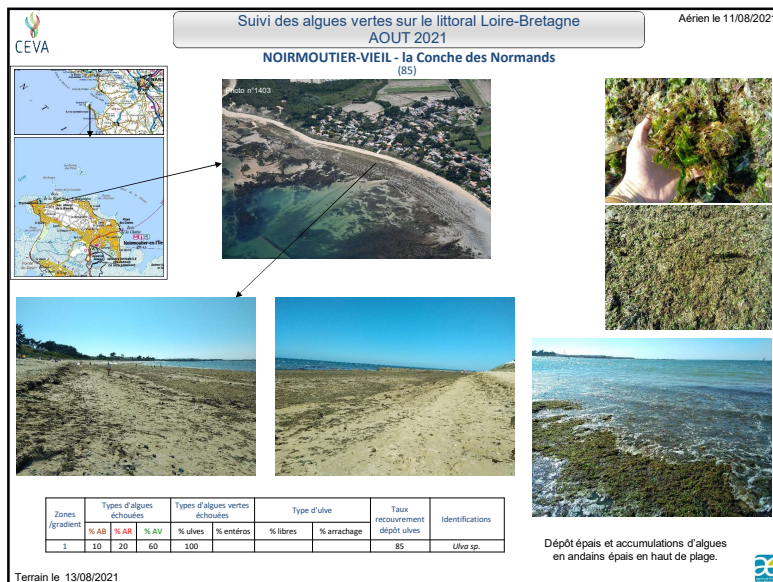 CEVA
Suivi des algues vertes sur le littoral Loire-Bretagne
AOUT 2021
Aérien le 11/08/2021
NOIRMOUTIER-VIEIL - la Conche des Normands
(85)
Photo n°1403
Noirmoutier-en-l'Île
Zones /gradient
Types d'algues échouées
Types d'algues vertes échouées
Type d'ulve
Taux recouvrement dépôt ulves
Identifications
% AB % AR % AV % ulves % entéros % libres % arrachage
1 10 20 60 100 85 Ulva sp.
Dépôt épais et accumulations d'algues
en andains épais en haut de plage.
Terrain le 13/08/2021